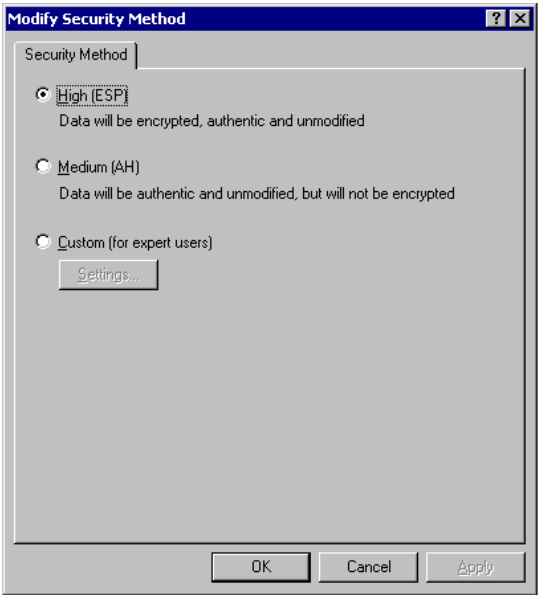 Modify Security Method
Security Method
High (ESP)
Data will be encrypted, authentic and unmodified
Medium (AH)
Data will be authentic and unmodified, but will not be encrypted
Custom (for expert users)
Settings...
OK Cancel Apply